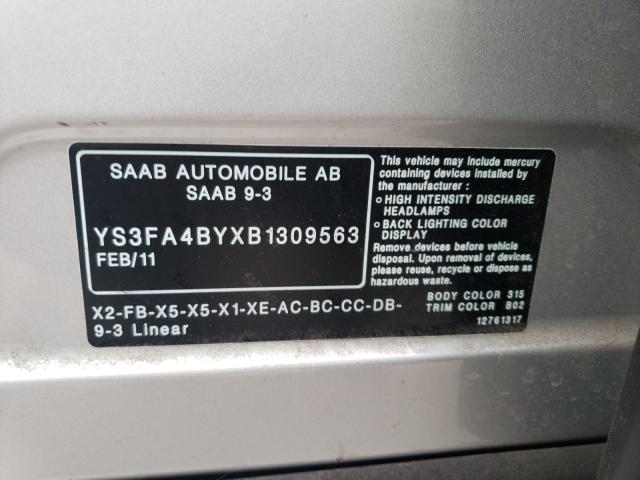 SAAB AUTOMOBILE AB
SAAB 9-3
YS3FA4BYXB1309563
FEB/11
X2-FB-X5-X5-X1-XE-AC-BC-CC-DB-
9-3 Linear
This vehicle may include mercury
containing devices installed by
the manufacturer :
o HIGH INTENSITY DISCHARGE
HEADLAMPS
o BACK LIGHTING COLOR
DISPLAY
Remove devices before vehicle
disposal. Upon removal of devices,
please reuse, recycle or dispose as
hazardous waste.
BODY COLOR 315
TRIM COLOR B02
12761317